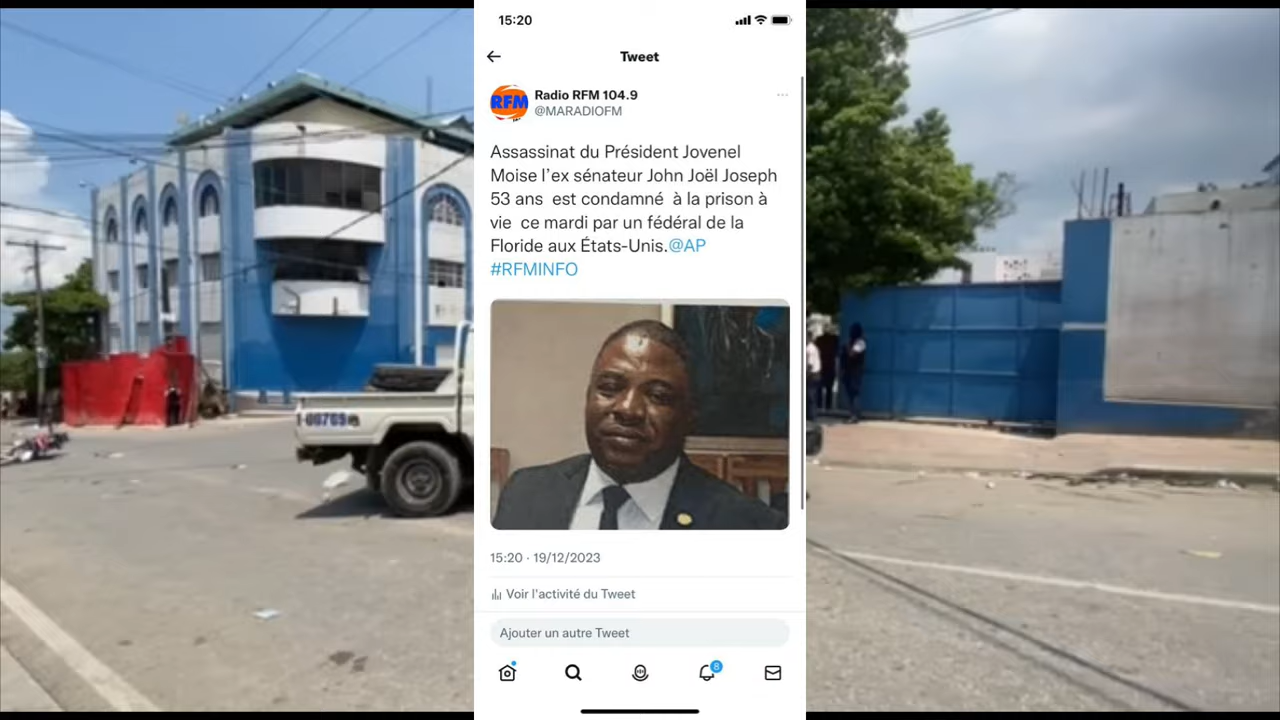 15:20
Tweet
RFM
Radio RFM 104.9
@MARADIOFM
Assassinat du Président Jovenel
Moise l'ex sénateur John Joël Joseph
53 ans est condamné à la prison à
vie ce mardi par un fédéral de la
Floride aux États-Unis.@AP
#RFMINFO
15:20 · 19/12/2023
Voir l'activité du Tweet
Ajouter un autre Tweet
8